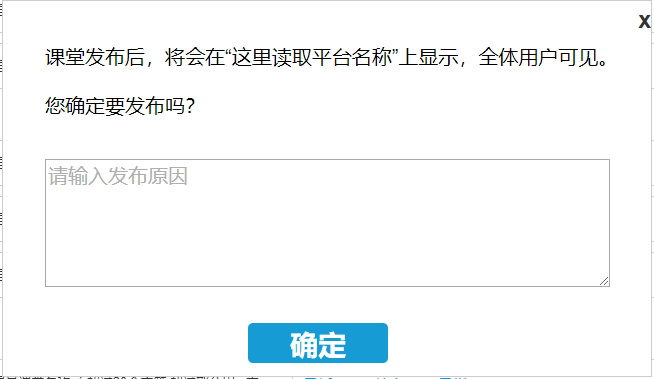 x
课堂发布后，将会在“这里读取平台名称”上显示，全体用户可见。
您确定要发布吗？
请输入发布原因
确定